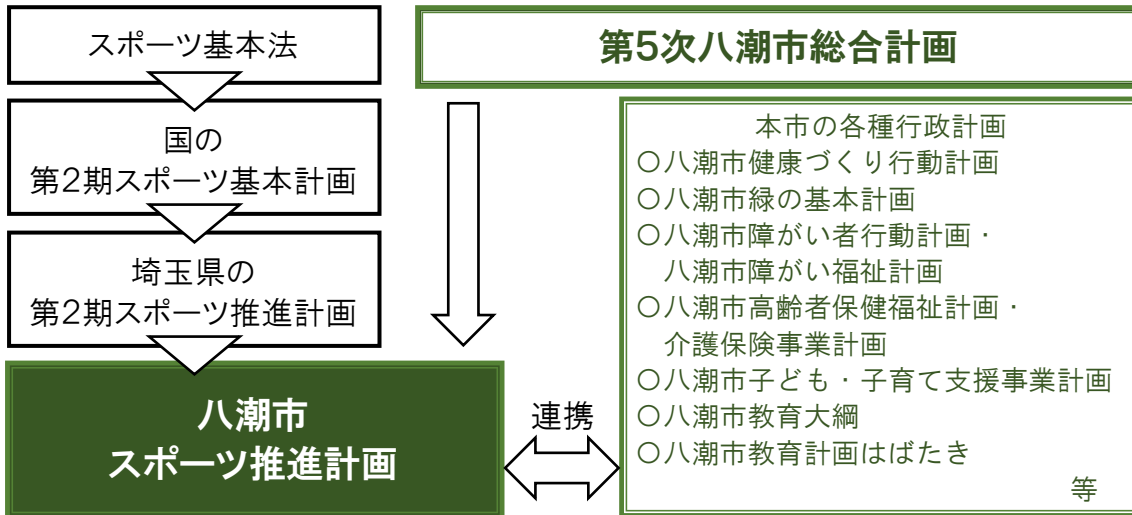 スポーツ基本法
国の
第2期スポーツ基本計画
埼玉県の
第2期スポーツ推進計画
八潮市
スポーツ推進計画
第5次八潮市総合計画
連携
本市の各種行政計画
〇八潮市健康づくり行動計画
〇八潮市緑の基本計画
〇八潮市障がい者行動計画・
八潮市障がい福祉計画
〇八潮市高齢者保健福祉計画・
介護保険事業計画
〇八潮市子ども・子育て支援事業計画
〇八潮市教育大綱
〇八潮市教育計画はばたき
等